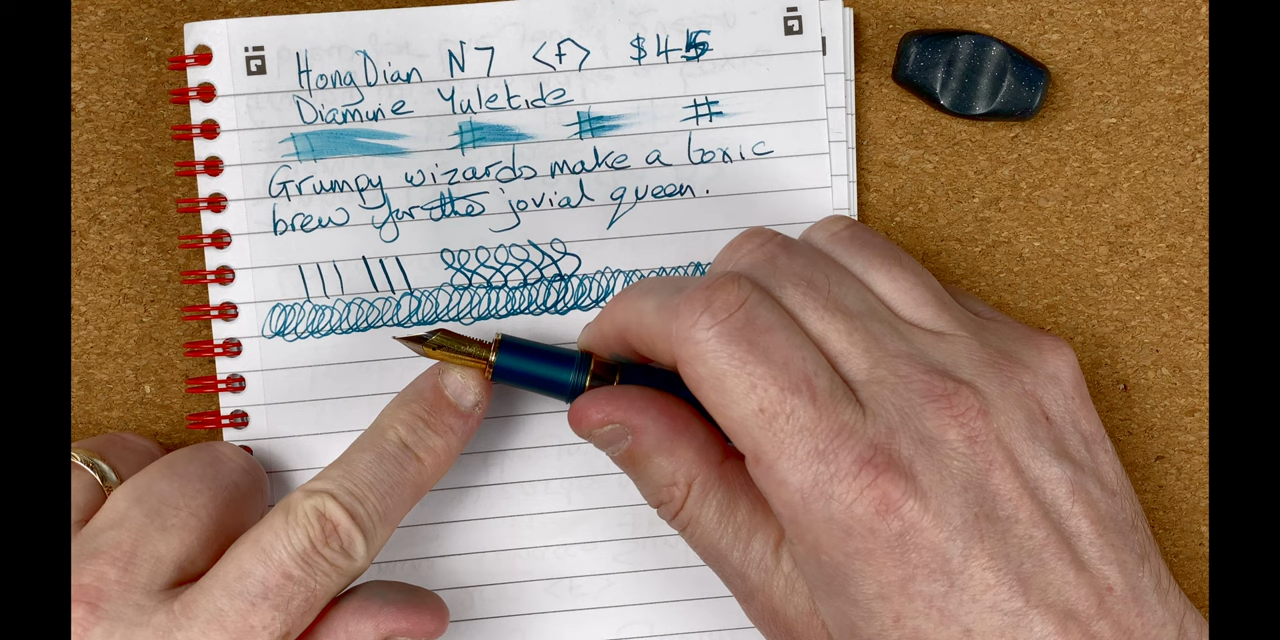 HongDian N7 <F> $45
Diamine Yuletide
# # #
Grumpy wizards make a toxic
brew for the jovial queen.